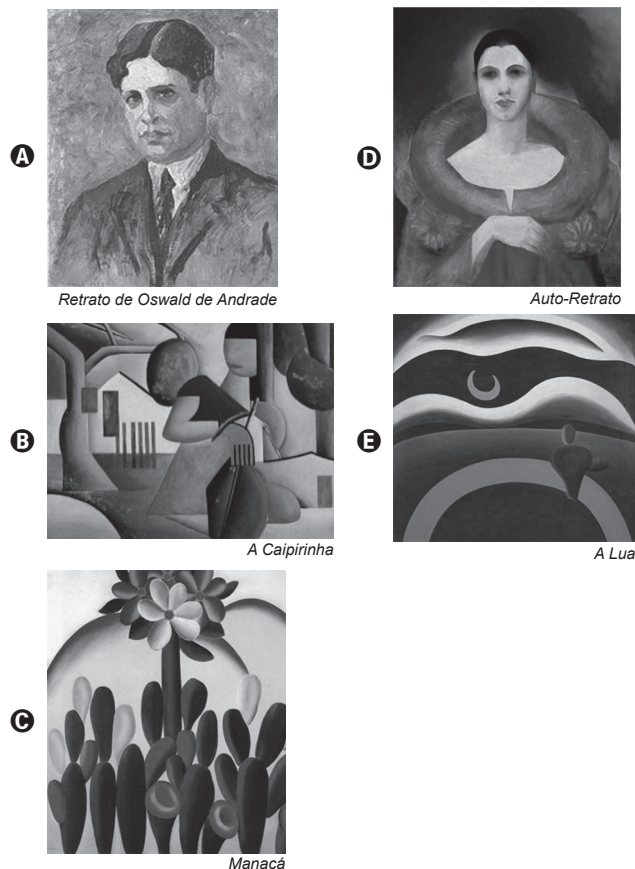 A
Retrato de Oswald de Andrade
B
A Caipirinha
C
Manacá
D
Auto-Retrato
E
A Lua